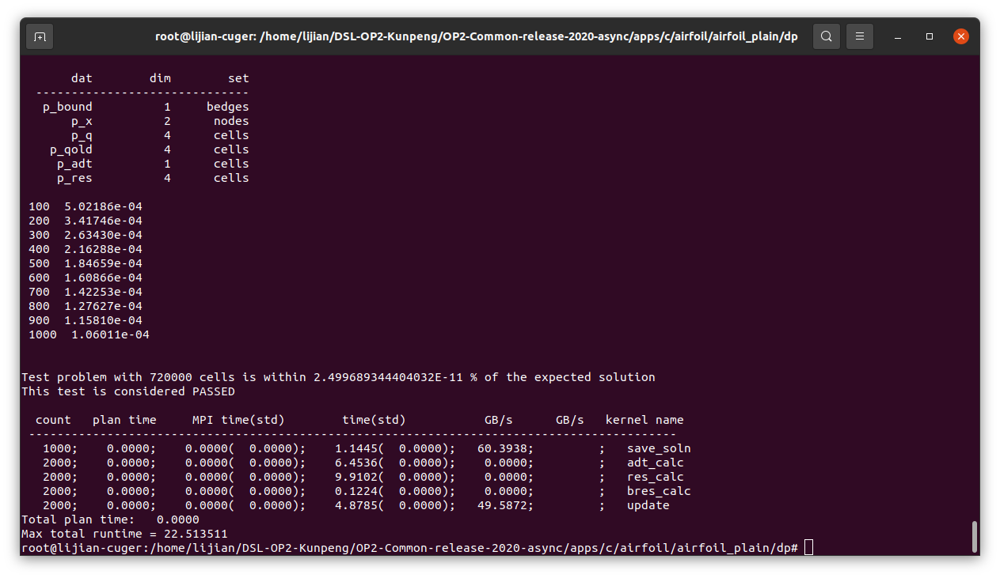 root@lijian-cuger: /home/lijian/DSL-OP2-Kunpeng/OP2-Common-release-2020-async/apps/c/airfoil/airfoil_plain/dp
dat dim set
------------------------------
p_bound 1 bedges
p_x 2 nodes
p_q 4 cells
p_qold 4 cells
p_adt 1 cells
p_res 4 cells
100 5.02186e-04
200 3.41746e-04
300 2.63430e-04
400 2.16288e-04
500 1.84659e-04
600 1.60866e-04
700 1.42253e-04
800 1.27627e-04
900 1.15810e-04
1000 1.06011e-04
Test problem with 720000 cells is within 2.499689344404032E-11 % of the expected solution
This test is considered PASSED
count plan time MPI time(std) time(std) GB/s GB/s kernel name
-------------------------------------------------------------------------------------------
1000; 0.0000; 0.0000( 0.0000); 1.1445( 0.0000); 60.3938; ; save_soln
2000; 0.0000; 0.0000( 0.0000); 6.4536( 0.0000); 0.0000; ; adt_calc
2000; 0.0000; 0.0000( 0.0000); 9.9102( 0.0000); 0.0000; ; res_calc
2000; 0.0000; 0.0000( 0.0000); 0.1224( 0.0000); 0.0000; ; bres_calc
2000; 0.0000; 0.0000( 0.0000); 4.8785( 0.0000); 49.5872; ; update
Total plan time: 0.0000
Max total runtime = 22.513511
root@lijian-cuger:/home/lijian/DSL-OP2-Kunpeng/OP2-Common-release-2020-async/apps/c/airfoil/airfoil_plain/dp#